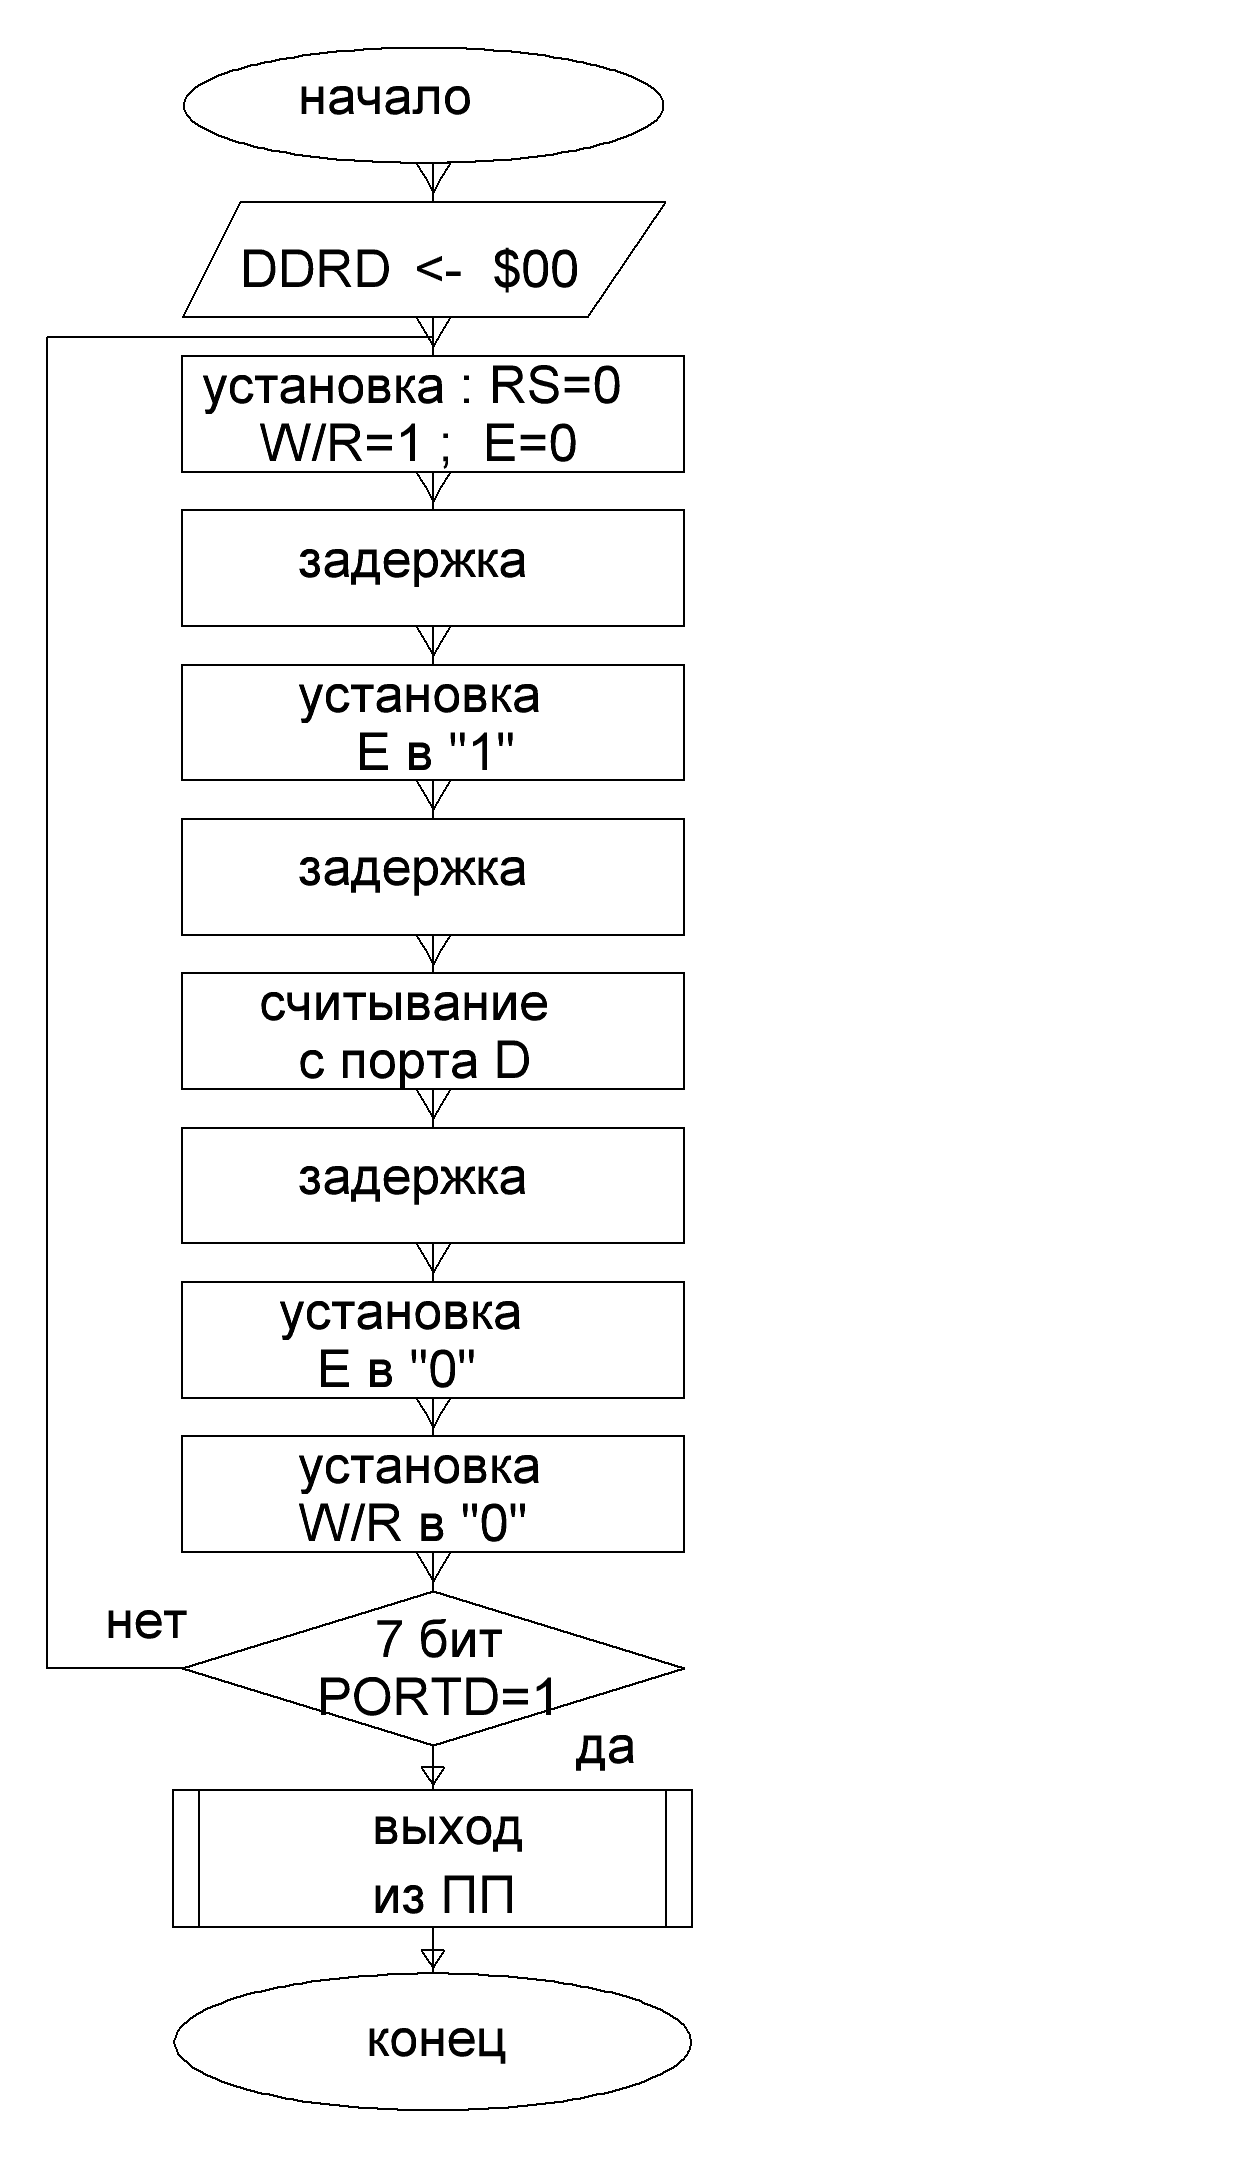 начало
DDRD <- $00
установка : RS=0
W/R=1 ; E=0
задержка
установка
E в "1"
задержка
считывание
с порта D
задержка
установка
E в "0"
установка
W/R в "0"
нет
7 бит
PORTD=1
да
выход
из ПП
конец